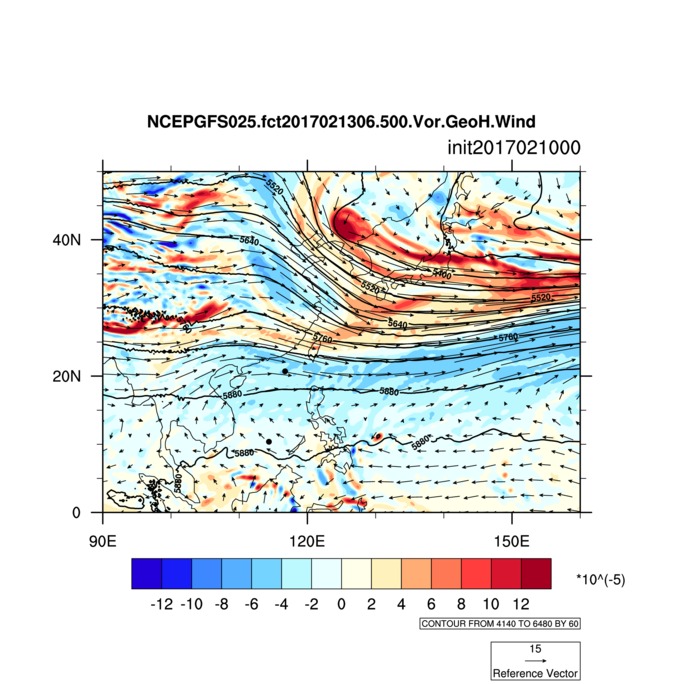 NCEPGFS025.fct2017021306.500.Vor.GeoH.Wind
init2017021000
5520
40N
5640
5400
5520
5520
5640
5760
5760
20N
5880
5880
5880
5880
5880
0
90E 120E 150E
-12 -10 -8 -6 -4 -2 0 2 4 6 8 10 12 *10^(-5)
CONTOUR FROM 4140 TO 6480 BY 60
15
Reference Vector